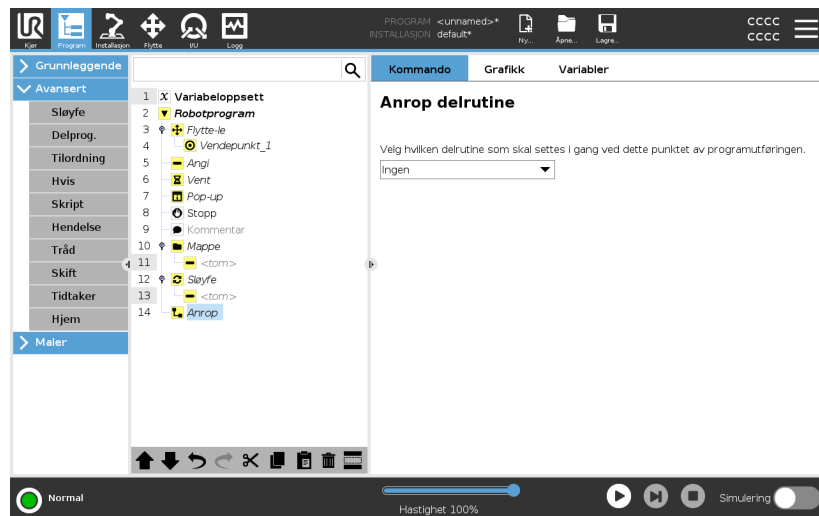 UR
PROGRAM <unnamed>*
INSTALLASJON default*
CCCC
CCCC
Kjør
Program
Installasjon
Flytte
I/U
Logg
Ny...
Åpne...
Lagre...
Grunnleggende
Avansert
Sløyfe
Delprog.
Tilordning
Hvis
Skript
Hendelse
Tråd
Skift
Tidtaker
Hjem
Maler
1 X Variabeloppsett
2 Robotprogram
3 Flytte-le
4 Vendepunkt_1
5 Angi
6 Vent
7 Pop-up
8 Stopp
9 Kommentar
10 Mappe
11 <tom>
12 Sløyfe
13 <tom>
14 Anrop
Kommando Grafikk Variabler
Anrop delrutine
Velg hvilken delrutine som skal settes i gang ved dette punktet av programutføringen.
Ingen
Normal
Hastighet 100%
Simulering